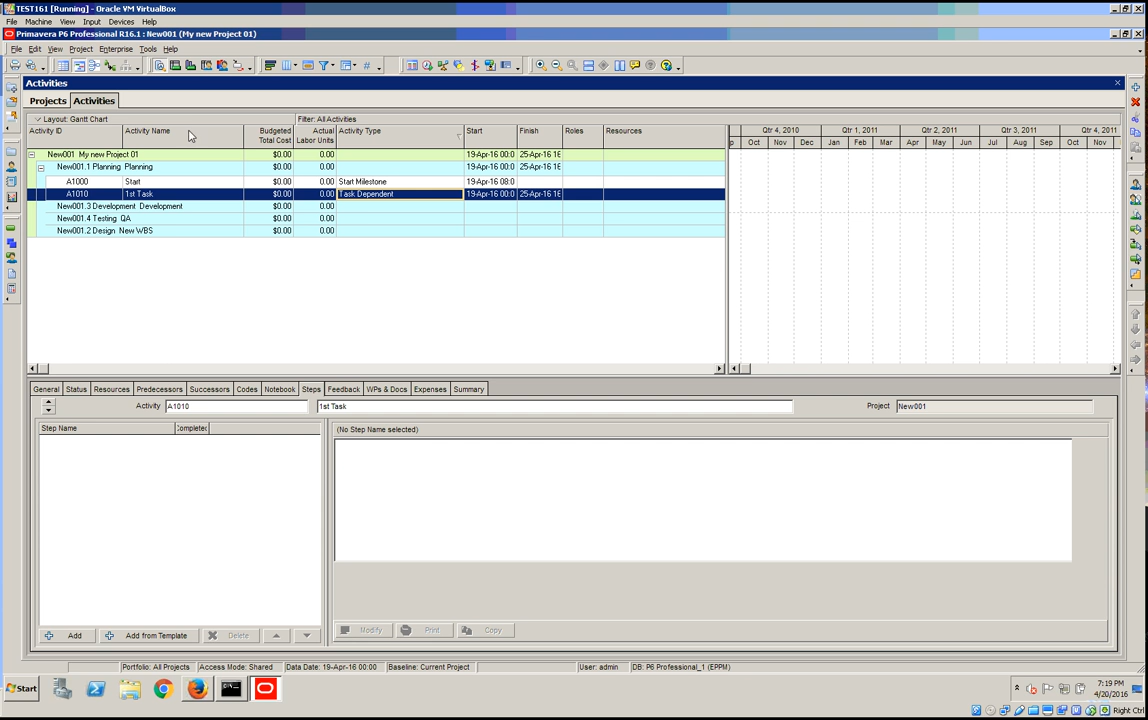 TEST161 [Running] - Oracle VM VirtualBox
File Machine View Input Devices Help
Primavera P6 Professional R16.1 : New001 (My new Project 01)
File Edit View Project Enterprise Tools Help
Activities
Projects Activities
Layout: Gantt Chart Filter: All Activities
Activity ID Activity Name Budgeted Total Cost Actual Labor Units Activity Type Start Finish Roles Resources
Qtr 4, 2010 Qtr 1, 2011 Qtr 2, 2011 Qtr 3, 2011 Qtr 4, 2011
p Oct Nov Dec Jan Feb Mar Apr May Jun Jul Aug Sep Oct Nov
New001 My new Project 01 $0.00 0.00 19-Apr-16 00:0 25-Apr-16 16
New001.1 Planning Planning $0.00 0.00 19-Apr-16 00:0 25-Apr-16 16
A1000 Start $0.00 0.00 Start Milestone 19-Apr-16 08:0
A1010 1st Task $0.00 0.00 Task Dependent 19-Apr-16 00:0 25-Apr-16 16
New001.3 Development Development $0.00 0.00
New001.4 Testing QA $0.00 0.00
New001.2 Design New WBS $0.00 0.00
General Status Resources Predecessors Successors Codes Notebook Steps Feedback WPs & Docs Expenses Summary
Activity A1010 1st Task Project New001
Step Name Completed (No Step Name selected)
Add Add from Template Delete Modify Print Copy
Portfolio: All Projects Access Mode: Shared Data Date: 19-Apr-16 00:00 Baseline: Current Project User: admin DB: P6 Professional_1 (EPPM)
Start 7:19 PM
4/20/2016
Right Ctrl